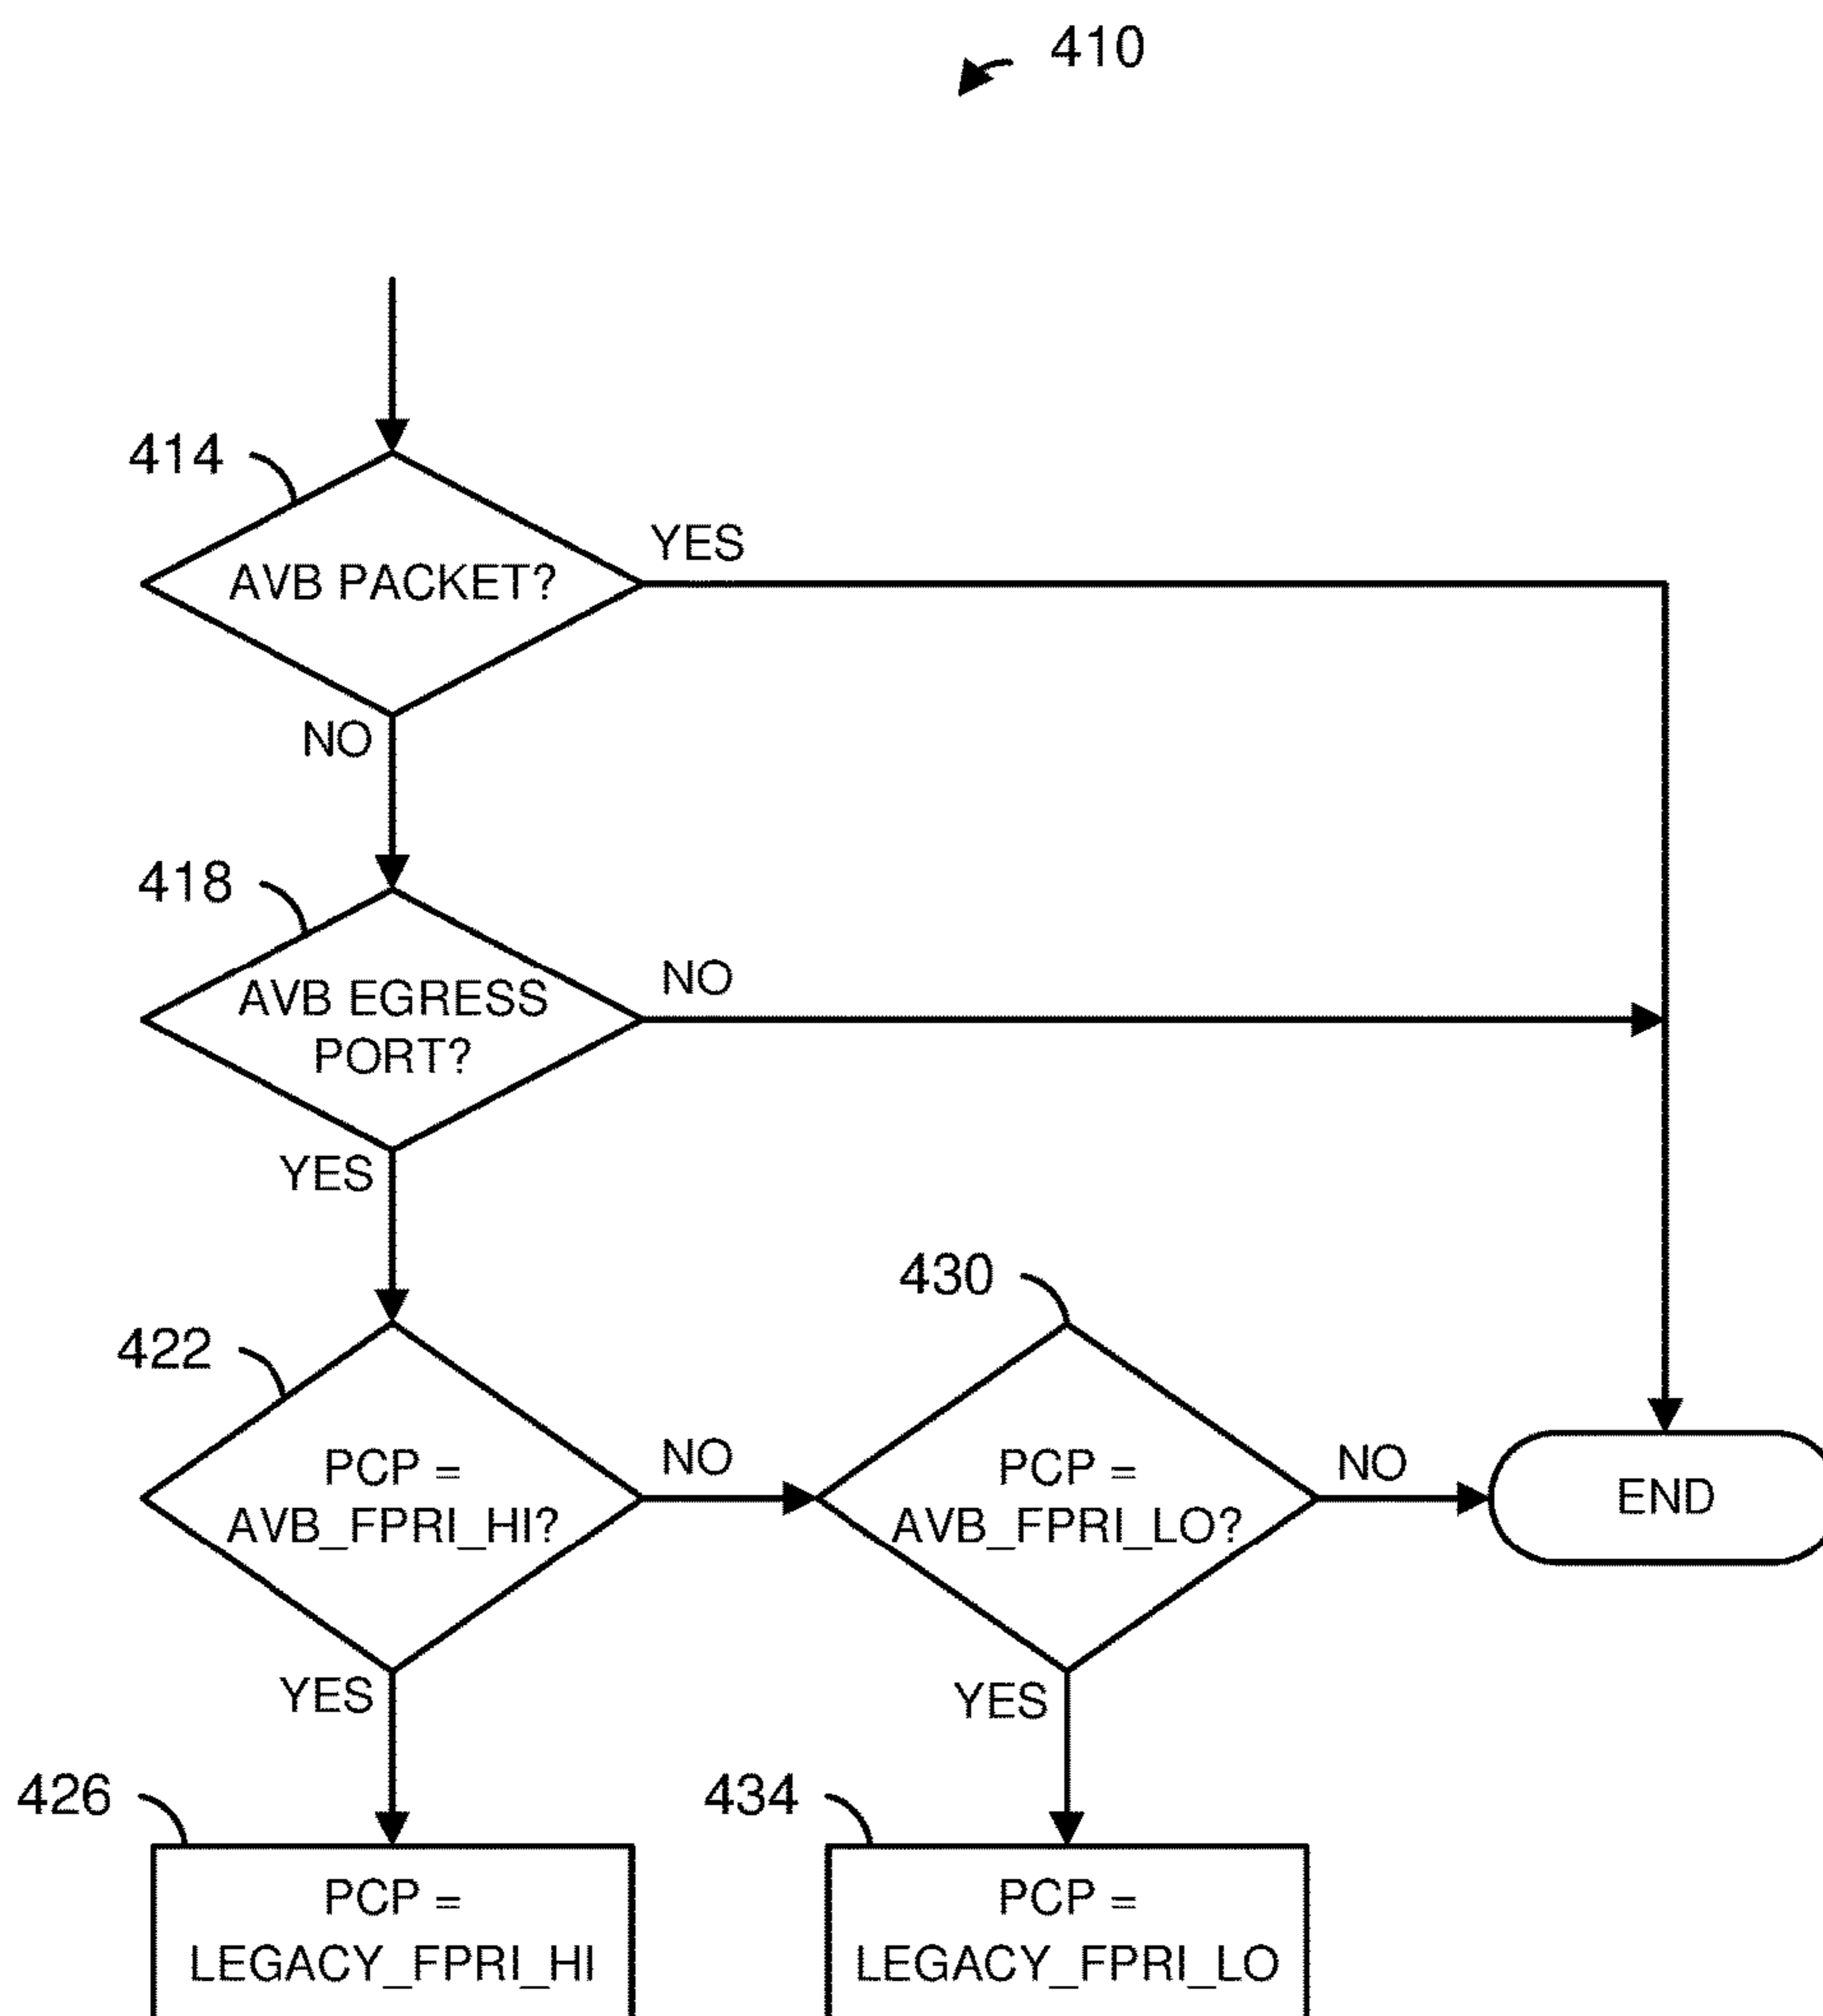 410
414
AVB PACKET?
YES
NO
418
AVB EGRESS
PORT?
NO
YES
422
PCP =
AVB_FPRI_HI?
NO
430
PCP =
AVB_FPRI_LO?
NO
END
YES
YES
426
PCP =
LEGACY_FPRI_HI
434
PCP =
LEGACY_FPRI_LO